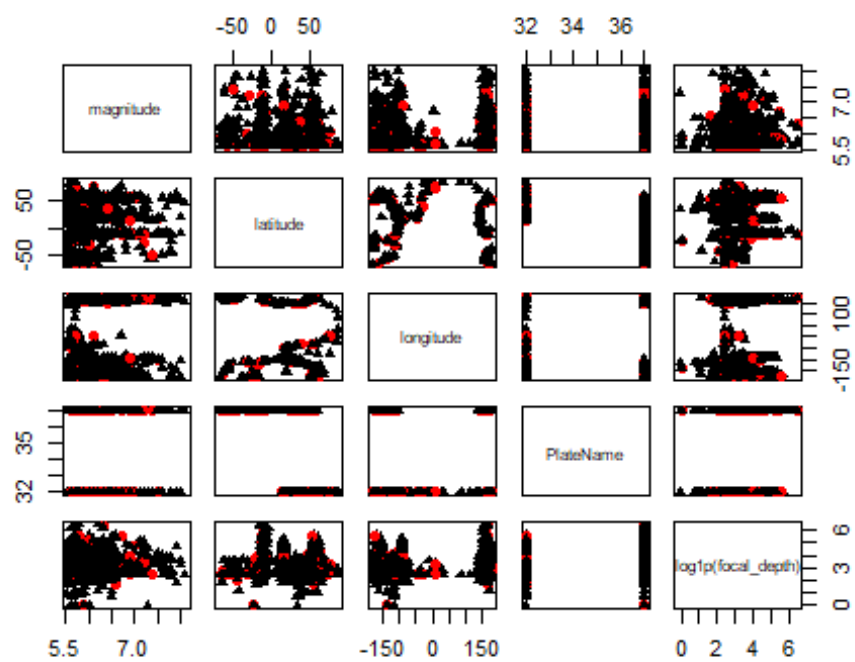 -50 0 50 32 34 36
magnitude 5.5 7.0
-50 50 latitude
longitude -150 100
32 35 PlateName
log1p(focal_depth) 0 3 6
5.5 7.0 -150 0 150 0 2 4 6